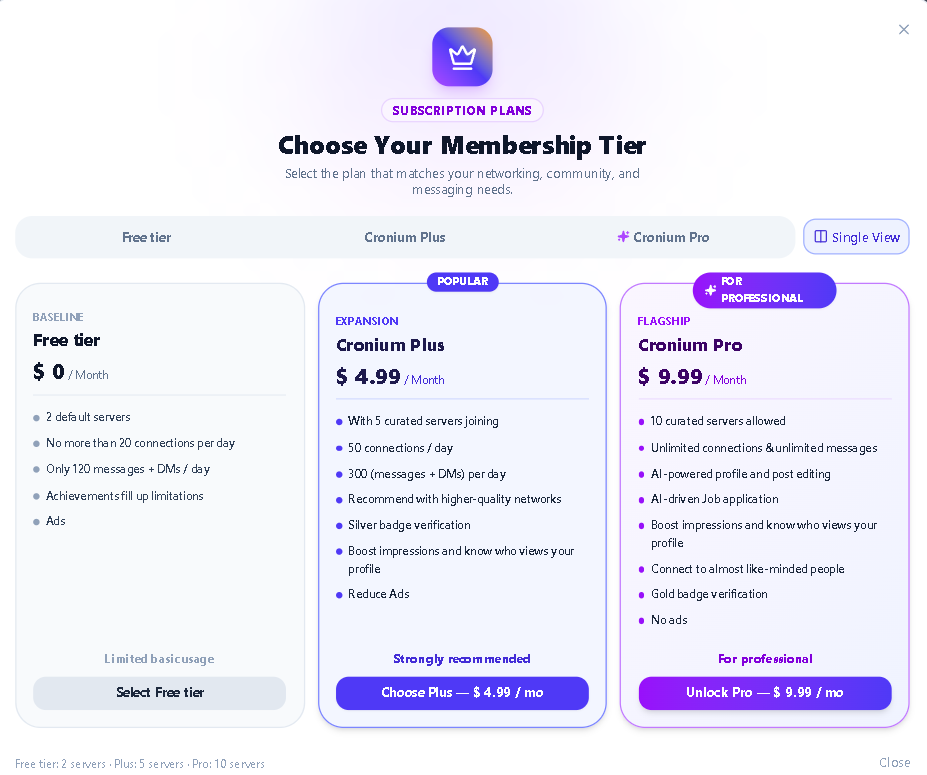 SUBSCRIPTION PLANS
Choose Your Membership Tier
Select the plan that matches your networking, community, and
messaging needs.
Free tier
Cronium Plus
Cronium Pro
Single View
BASELINE
Free tier
$ 0 / Month
2 default servers
No more than 20 connections per day
Only 120 messages + DMs / day
Achievements fill up limitations
Ads
Limited basic usage
Select Free tier
POPULAR
EXPANSION
Cronium Plus
$ 4.99 / Month
With 5 curated servers joining
50 connections / day
300 (messages + DMs) per day
Recommend with higher-quality networks
Silver badge verification
Boost impressions and know who views your
profile
Reduce Ads
Strongly recommended
Choose Plus — $ 4.99 / mo
FOR
PROFESSIONAL
FLAGSHIP
Cronium Pro
$ 9.99 / Month
10 curated servers allowed
Unlimited connections & unlimited messages
AI-powered profile and post editing
AI-driven Job application
Boost impressions and know who views your
profile
Connect to almost like-minded people
Gold badge verification
No ads
For professional
Unlock Pro — $ 9.99 / mo
Free tier: 2 servers · Plus: 5 servers · Pro: 10 servers
Close